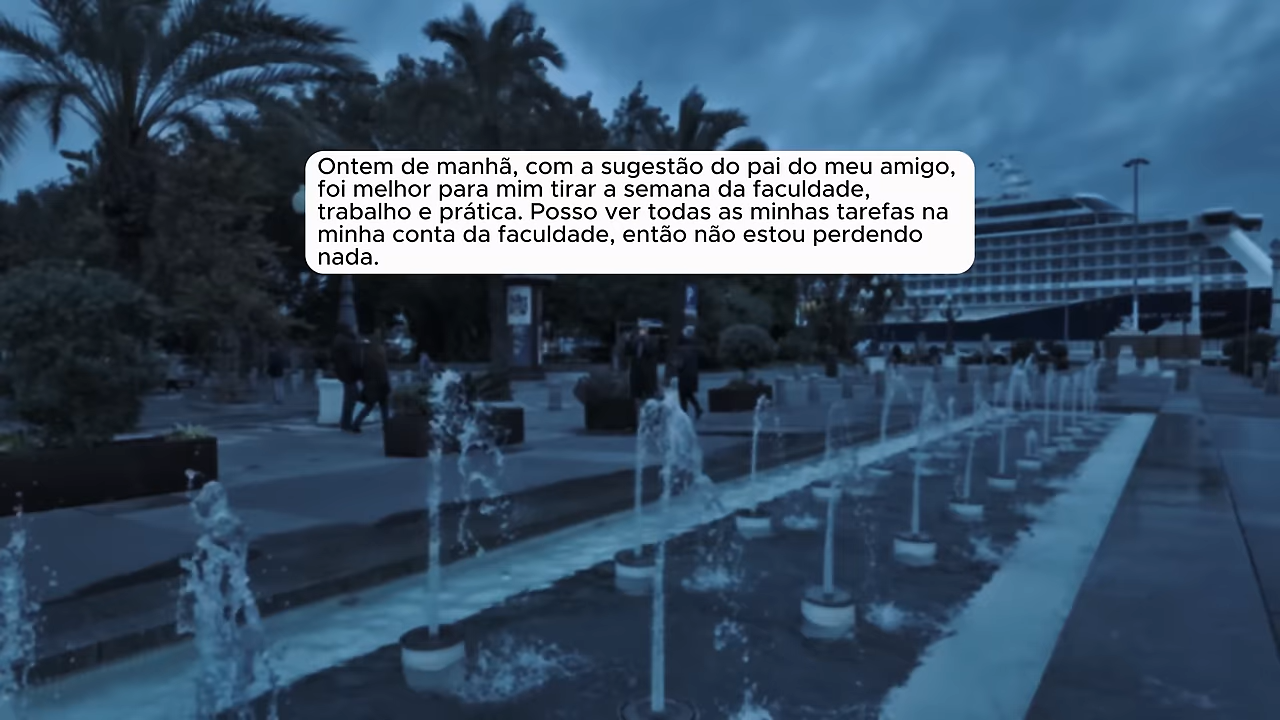 Ontem de manhã, com a sugestão do pai do meu amigo,
foi melhor para mim tirar a semana da faculdade,
trabalho e prática. Posso ver todas as minhas tarefas na
minha conta da faculdade, então não estou perdendo
nada.